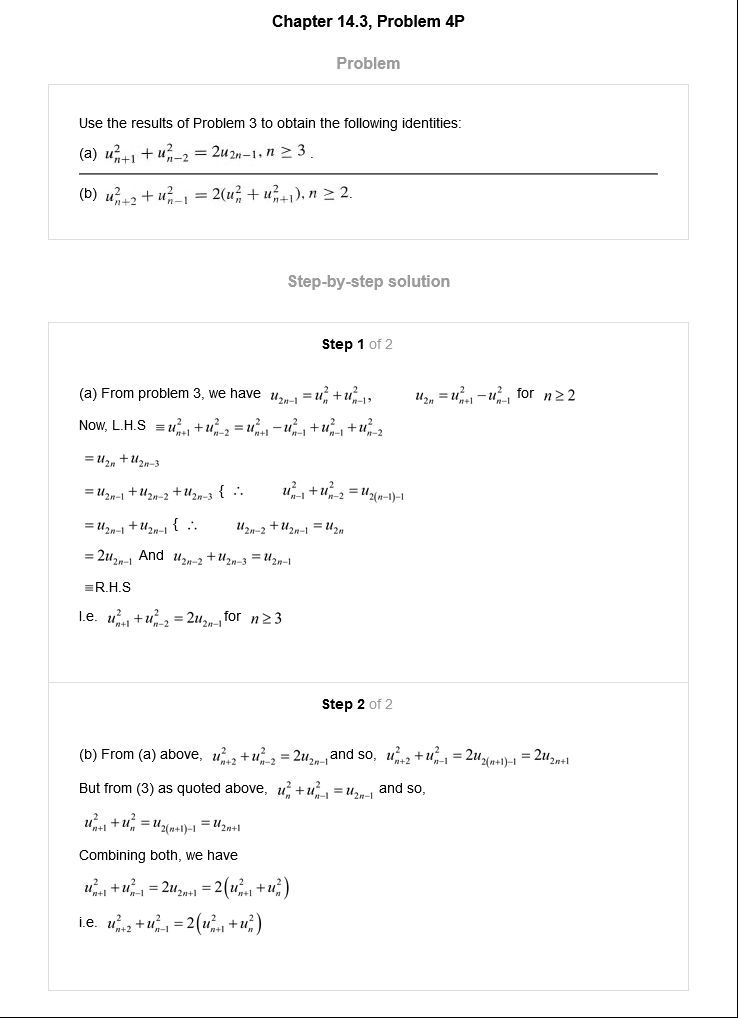 Chapter 14.3, Problem 4P
Problem
Use the results of Problem 3 to obtain the following identities:
(a) $u_{n+1}^2 + u_{n-2}^2 = 2u_{2n-1}, n \geq 3$ .
(b) $u_{n+2}^2 + u_{n-1}^2 = 2(u_n^2 + u_{n+1}^2), n \geq 2.$
Step-by-step solution
Step 1 of 2
(a) From problem 3, we have $u_{2n-1} = u_n^2 + u_{n-1}^2,$ $u_{2n} = u_{n+1}^2 - u_{n-1}^2$ for $n \geq 2$
Now, L.H.S $\equiv u_{n+1}^2 + u_{n-2}^2 = u_{n+1}^2 - u_{n-1}^2 + u_{n-1}^2 + u_{n-2}^2$
$= u_{2n} + u_{2n-3}$
$= u_{2n-1} + u_{2n-2} + u_{2n-3}$ { $\therefore$ $u_{n-1}^2 + u_{n-2}^2 = u_{2(n-1)-1}$
$= u_{2n-1} + u_{2n-1}$ { $\therefore$ $u_{2n-2} + u_{2n-1} = u_{2n}$
$= 2u_{2n-1}$ And $u_{2n-2} + u_{2n-3} = u_{2n-1}$
≡R.H.S
I.e. $u_{n+1}^2 + u_{n-2}^2 = 2u_{2n-1}$ for $n \geq 3$
Step 2 of 2
(b) From (a) above, $u_{n+2}^2 + u_{n-2}^2 = 2u_{2n-1}$ and so, $u_{n+2}^2 + u_{n-1}^2 = 2u_{2(n+1)-1} = 2u_{2n+1}$
But from (3) as quoted above, $u_n^2 + u_{n-1}^2 = u_{2n-1}$ and so,
$u_{n+1}^2 + u_n^2 = u_{2(n+1)-1} = u_{2n+1}$
Combining both, we have
$u_{n+1}^2 + u_{n-1}^2 = 2u_{2n+1} = 2(u_{n+1}^2 + u_n^2)$
i.e. $u_{n+2}^2 + u_{n-1}^2 = 2(u_{n+1}^2 + u_n^2)$